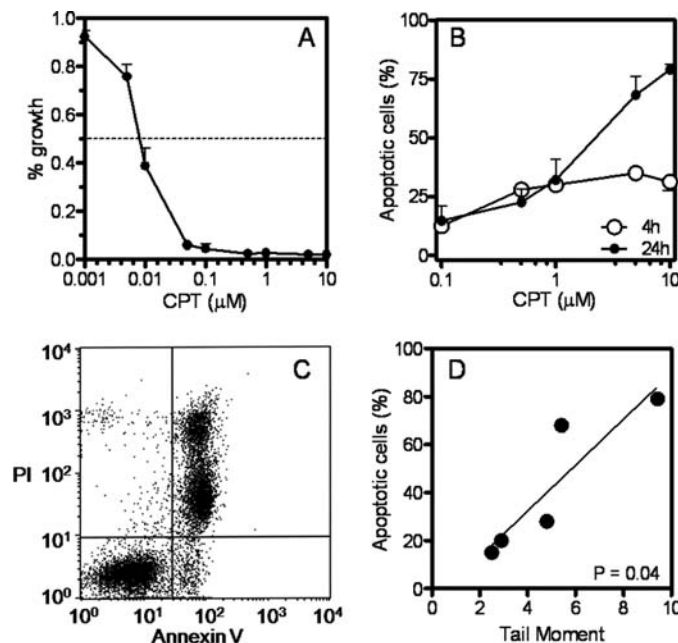 A
1.0
0.8
0.6
0.4
0.2
0.0
% growth
0.001
0.01
0.1
1
10
CPT (μM)
B
100
75
50
25
0
Apoptotic cells (%)
4h
24h
0.1
1
10
CPT (μM)
C
10⁴
10³
10²
10¹
10⁰
PI
10⁰
10¹
10²
10³
10⁴
Annexin V
D
100
80
60
40
20
0
Apoptotic cells (%)
P = 0.04
0
2
4
6
8
10
Tail Moment